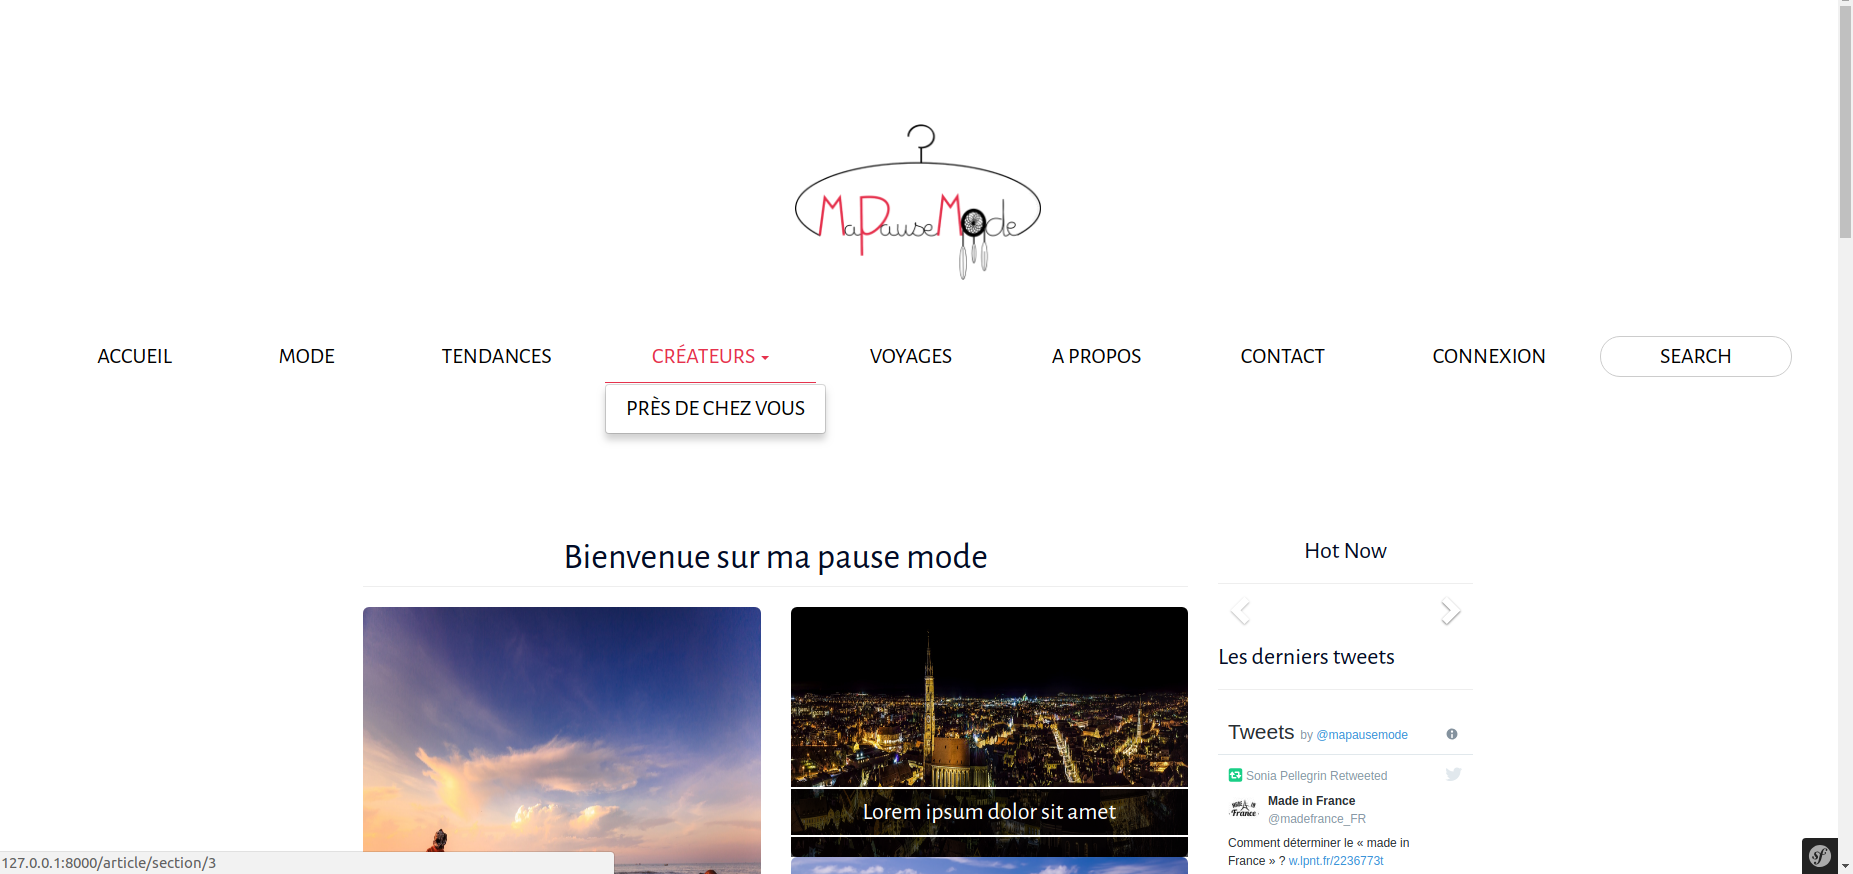 MaPauseMode
ACCUEIL MODE TENDANCES CRÉATEURS VOYAGES A PROPOS CONTACT CONNEXION SEARCH
PRÈS DE CHEZ VOUS
Bienvenue sur ma pause mode
Hot Now
Les derniers tweets
Tweets by @mapausemode
Sonia Pellegrin Retweeted
Made in France
@madefrance_FR
Comment déterminer le « made in
France » ? w.lpnt.fr/2236773t
Lorem ipsum dolor sit amet
127.0.0.1:8000/article/section/3
sf